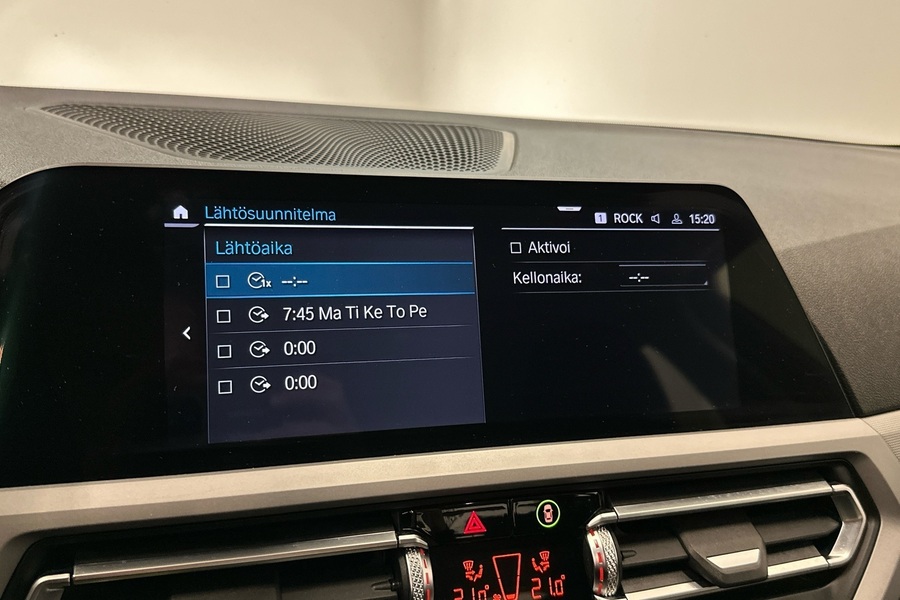 Lähtösuunnitelma
1 ROCK 15:20
Lähtöaika
1x --:--
7:45 Ma Ti Ke To Pe
0:00
0:00
Aktivoi
Kellonaika: --:--
21.0° 21.0°